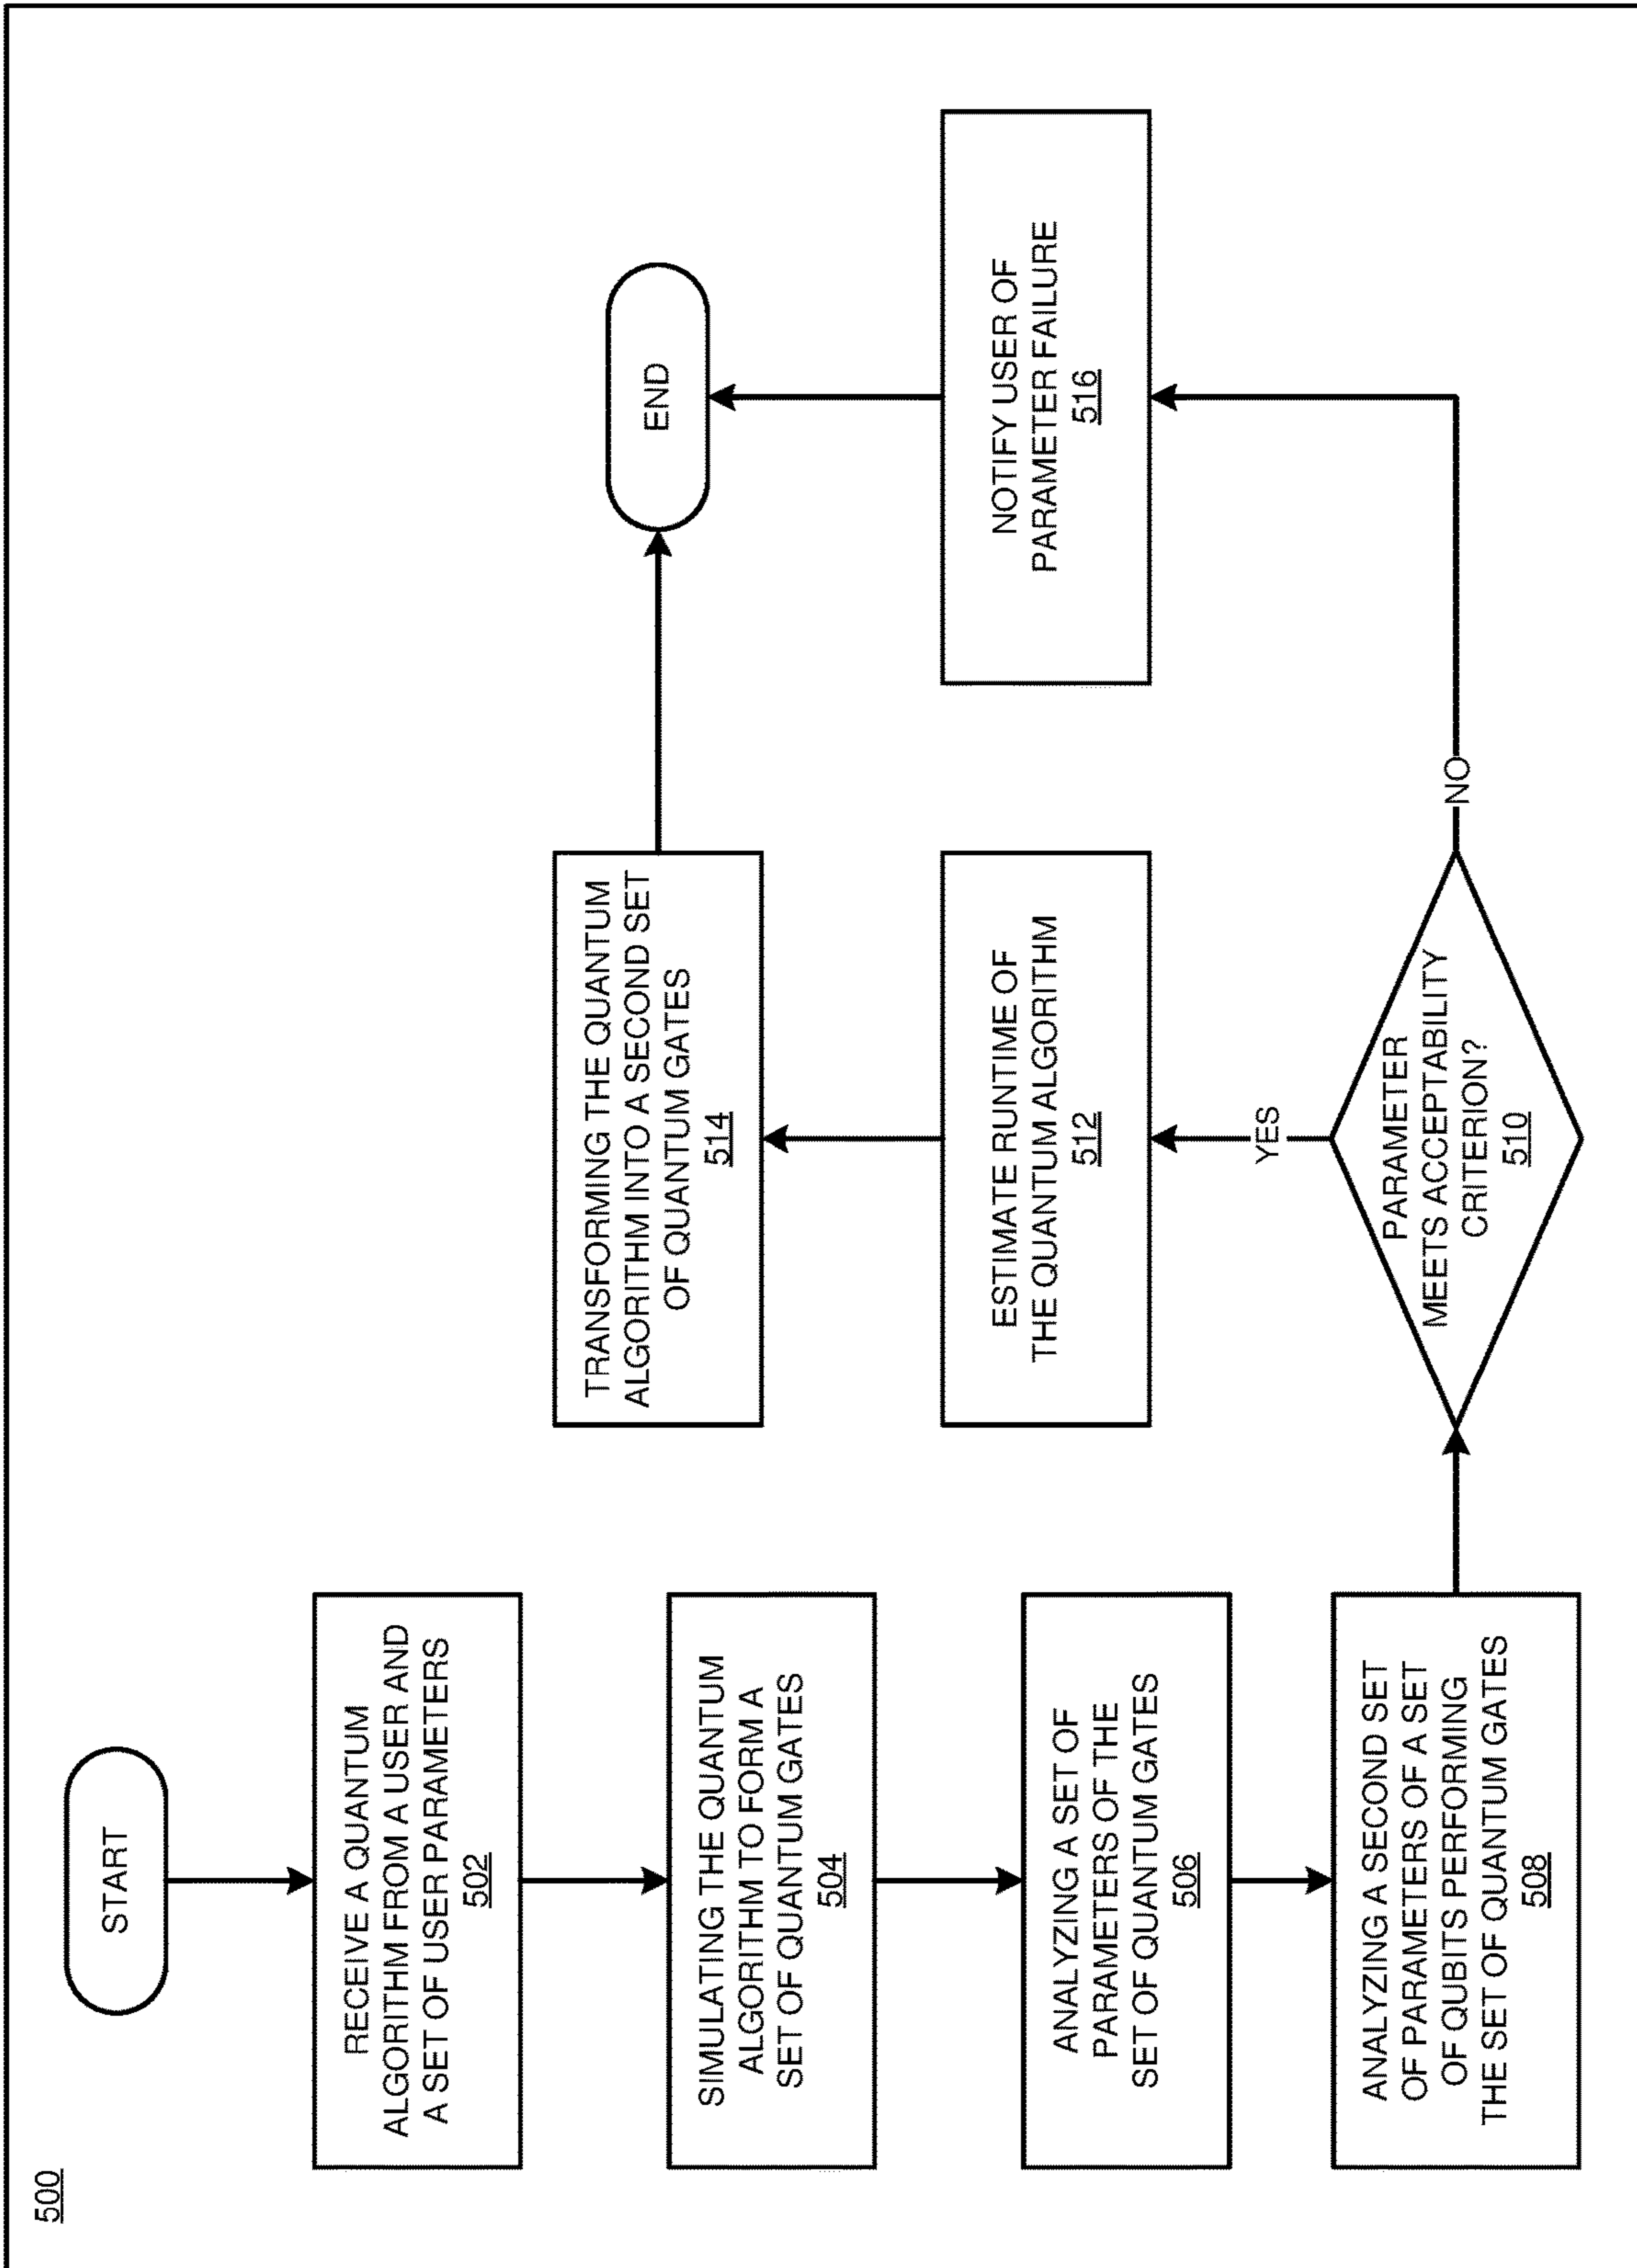 500
START
RECEIVE A QUANTUM
ALGORITHM FROM A USER AND
A SET OF USER PARAMETERS
502
SIMULATING THE QUANTUM
ALGORITHM TO FORM A
SET OF QUANTUM GATES
504
ANALYZING A SET OF
PARAMETERS OF THE
SET OF QUANTUM GATES
506
ANALYZING A SECOND SET
OF PARAMETERS OF A SET
OF QUBITS PERFORMING
THE SET OF QUANTUM GATES
508
PARAMETER
MEETS ACCEPTABILITY
CRITERION?
510
YES
ESTIMATE RUNTIME OF
THE QUANTUM ALGORITHM
512
TRANSFORMING THE QUANTUM
ALGORITHM INTO A SECOND SET
OF QUANTUM GATES
514
NO
NOTIFY USER OF
PARAMETER FAILURE
516
END